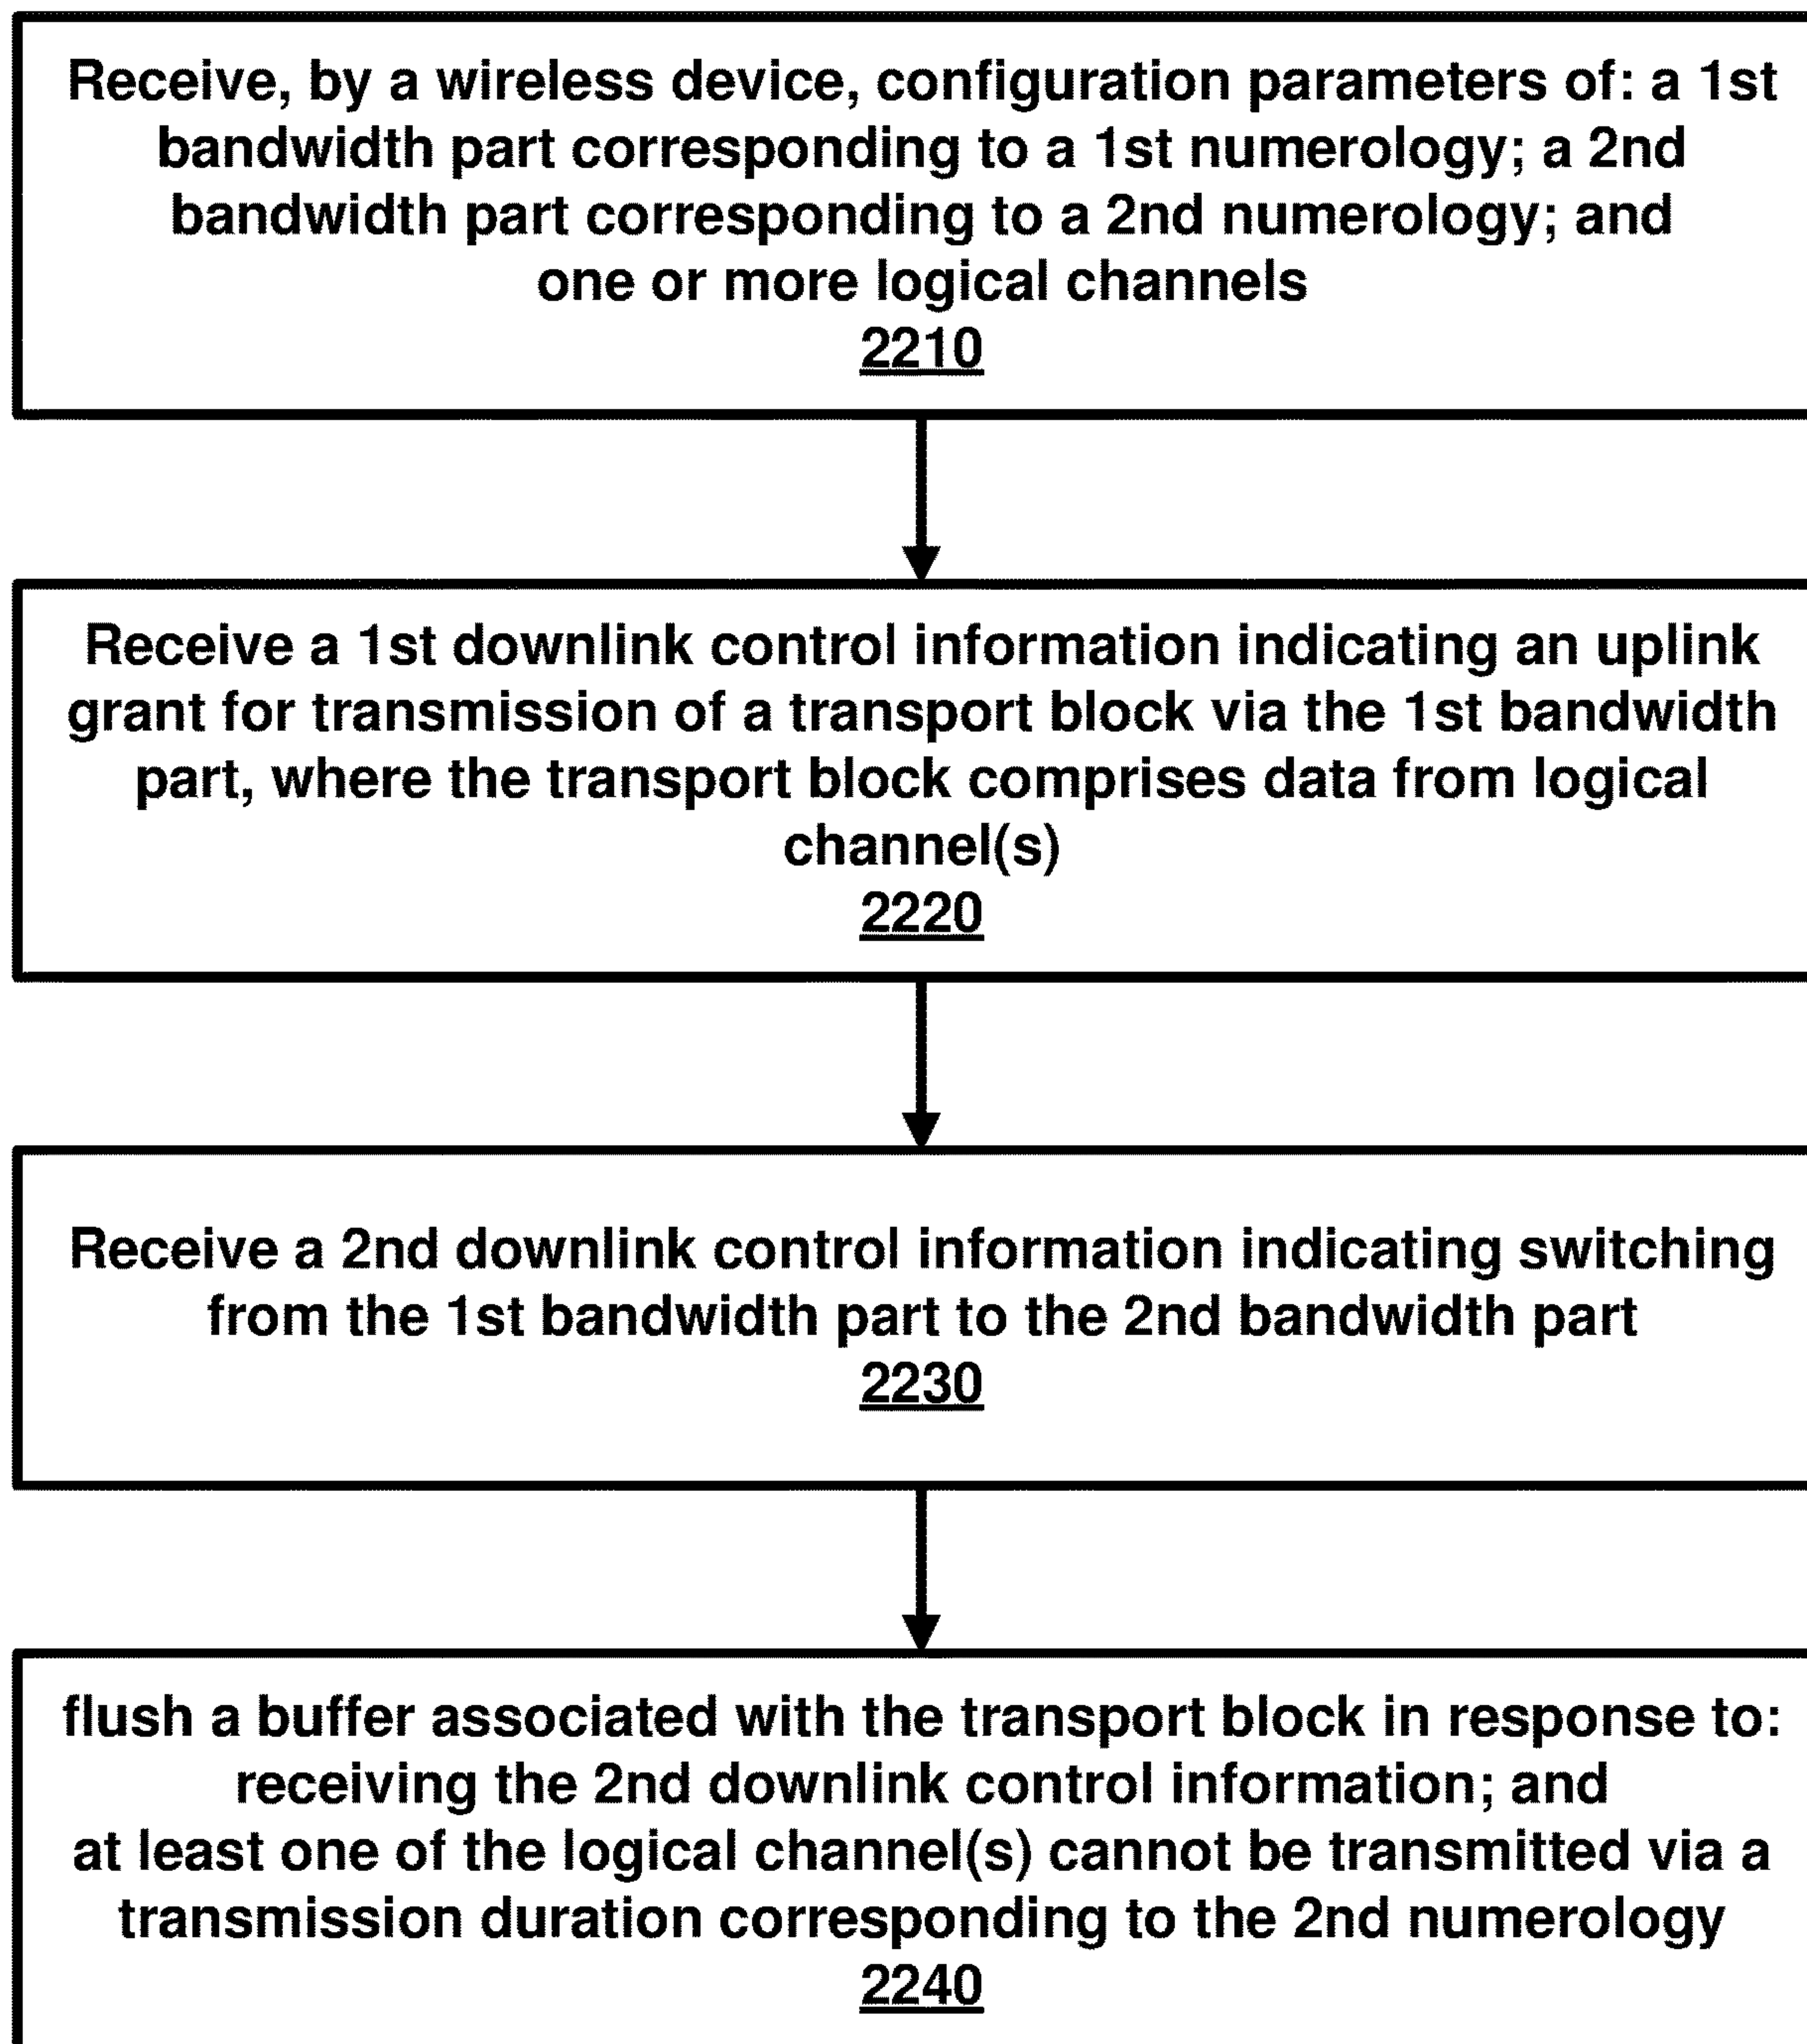 Receive, by a wireless device, configuration parameters of: a 1st
bandwidth part corresponding to a 1st numerology; a 2nd
bandwidth part corresponding to a 2nd numerology; and
one or more logical channels
2210
Receive a 1st downlink control information indicating an uplink
grant for transmission of a transport block via the 1st bandwidth
part, where the transport block comprises data from logical
channel(s)
2220
Receive a 2nd downlink control information indicating switching
from the 1st bandwidth part to the 2nd bandwidth part
2230
flush a buffer associated with the transport block in response to:
receiving the 2nd downlink control information; and
at least one of the logical channel(s) cannot be transmitted via a
transmission duration corresponding to the 2nd numerology
2240